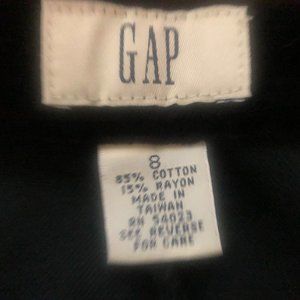 GAP
8
85% COTTON
15% RAYON
MADE IN
TAIWAN
RN 54023
SEE REVERSE
FOR CARE